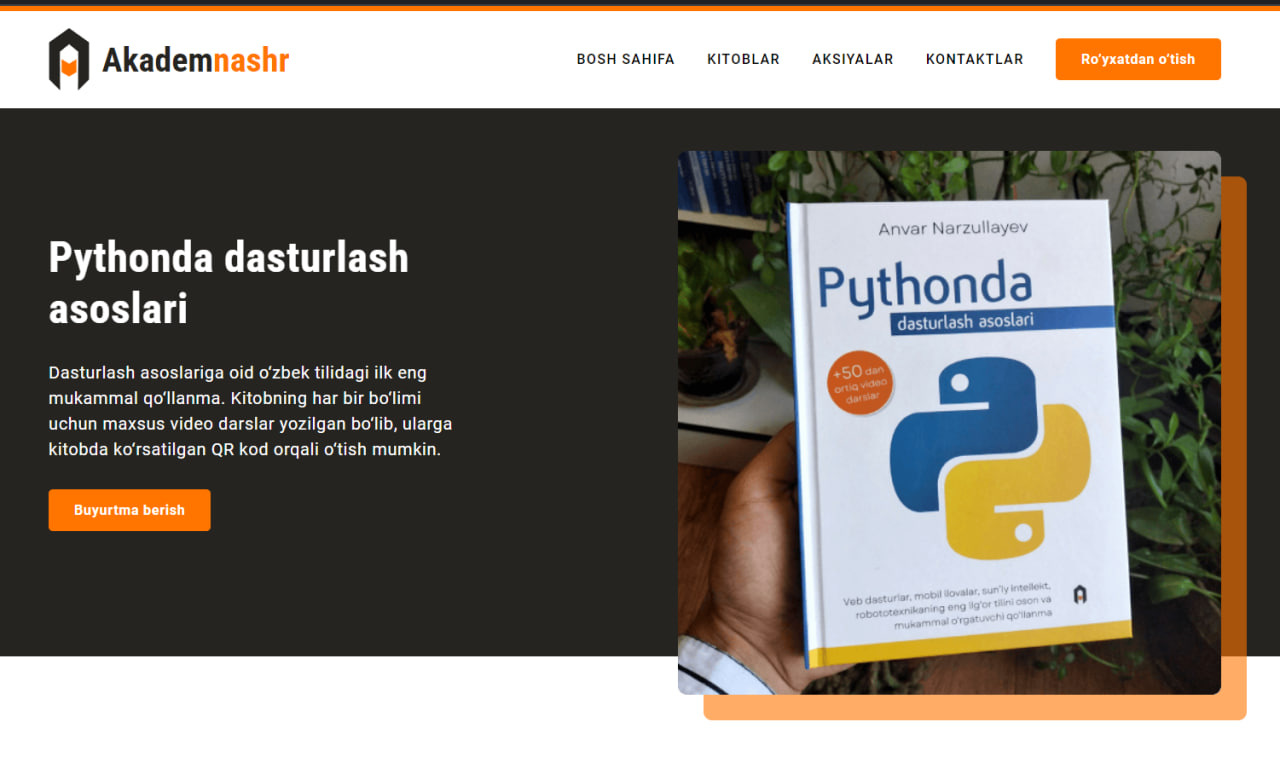 Akademnashr
BOSH SAHIFA
KITOBLAR
AKSIYALAR
KONTAKTLAR
Ro‘yxatdan o‘tish
Pythonda dasturlash
asoslari
Dasturlash asoslariga oid o‘zbek tilidagi ilk eng
mukammal qo‘llanma. Kitobning har bir bo‘limi
uchun maxsus video darslar yozilgan bo‘lib, ularga
kitobda ko‘rsatilgan QR kod orqali o‘tish mumkin.
Buyurtma berish
Anvar Narzullayev
Pythonda
dasturlash asoslari
+50 dan
ortiq video
darslar
Veb dasturlar, mobil ilovalar, sun'iy intellekt,
robototexnikaning eng ilg'or tilini oson va
mukammal o'rgatuvchi qo'llanma